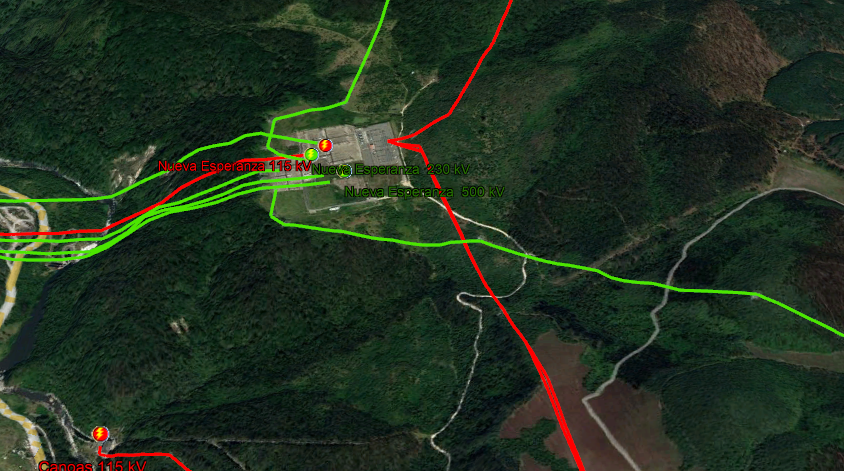 Nueva Esperanza 115 kV
Nueva Esperanza 230 kV
Nueva Esperanza 500 kV
Canoas 115 kV